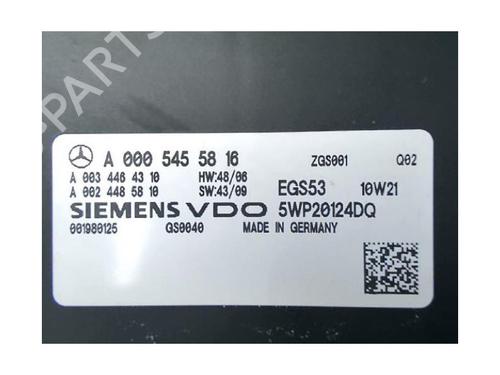 A 000 545 58 16 ZGS001 Q02
A 003 446 43 10 HW:48/06
A 002 448 58 10 SW:43/09 EGS53 10W21
SIEMENS VDO 5WP20124DQ
001980125 GS0040 MADE IN GERMANY